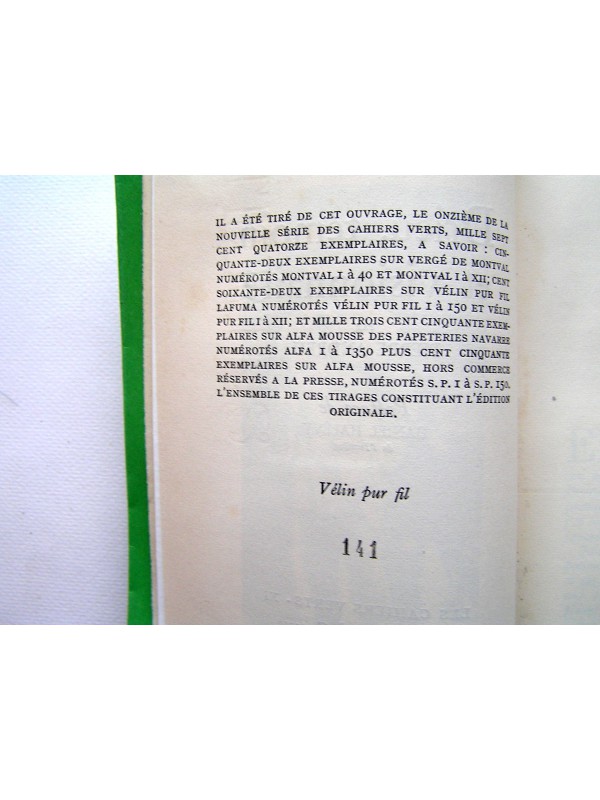 IL A ÉTÉ TIRÉ DE CET OUVRAGE, LE ONZIÈME DE LA
NOUVELLE SÉRIE DES CAHIERS VERTS, MILLE SEPT
CENT QUATORZE EXEMPLAIRES, A SAVOIR : CIN-
QUANTE-DEUX EXEMPLAIRES SUR VERGÉ DE MONTVAL
NUMÉROTÉS MONTVAL I à 40 ET MONTVAL I à XII; CENT
SOIXANTE-DEUX EXEMPLAIRES SUR VÉLIN PUR FIL
LAFUMA NUMÉROTÉS VÉLIN PUR FIL I à 150 ET VÉLIN
PUR FIL I à XII; ET MILLE TROIS CENT CINQUANTE EXEM-
PLAIRES SUR ALFA MOUSSE DES PAPETERIES NAVARRE
NUMÉROTÉS ALFA I à 1350 PLUS CENT CINQUANTE
EXEMPLAIRES SUR ALFA MOUSSE, HORS COMMERCE
RÉSERVÉS A LA PRESSE, NUMÉROTÉS S. P. I à S. P. 150.
L'ENSEMBLE DE CES TIRAGES CONSTITUANT L'ÉDITION
ORIGINALE.
Vélin pur fil
141